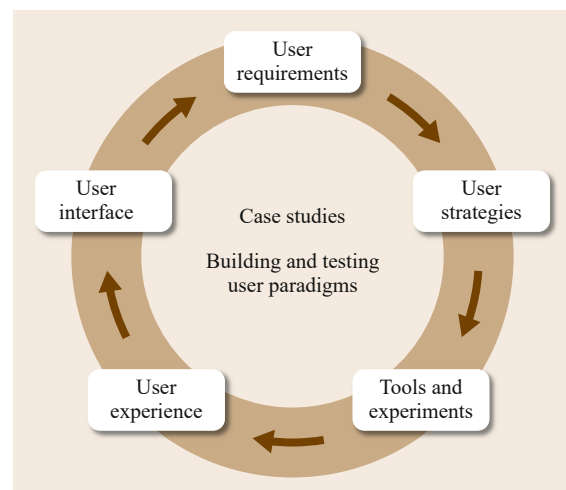 User
requirements
User
strategies
Tools and
experiments
User
experience
User
interface
Case studies
Building and testing
user paradigms